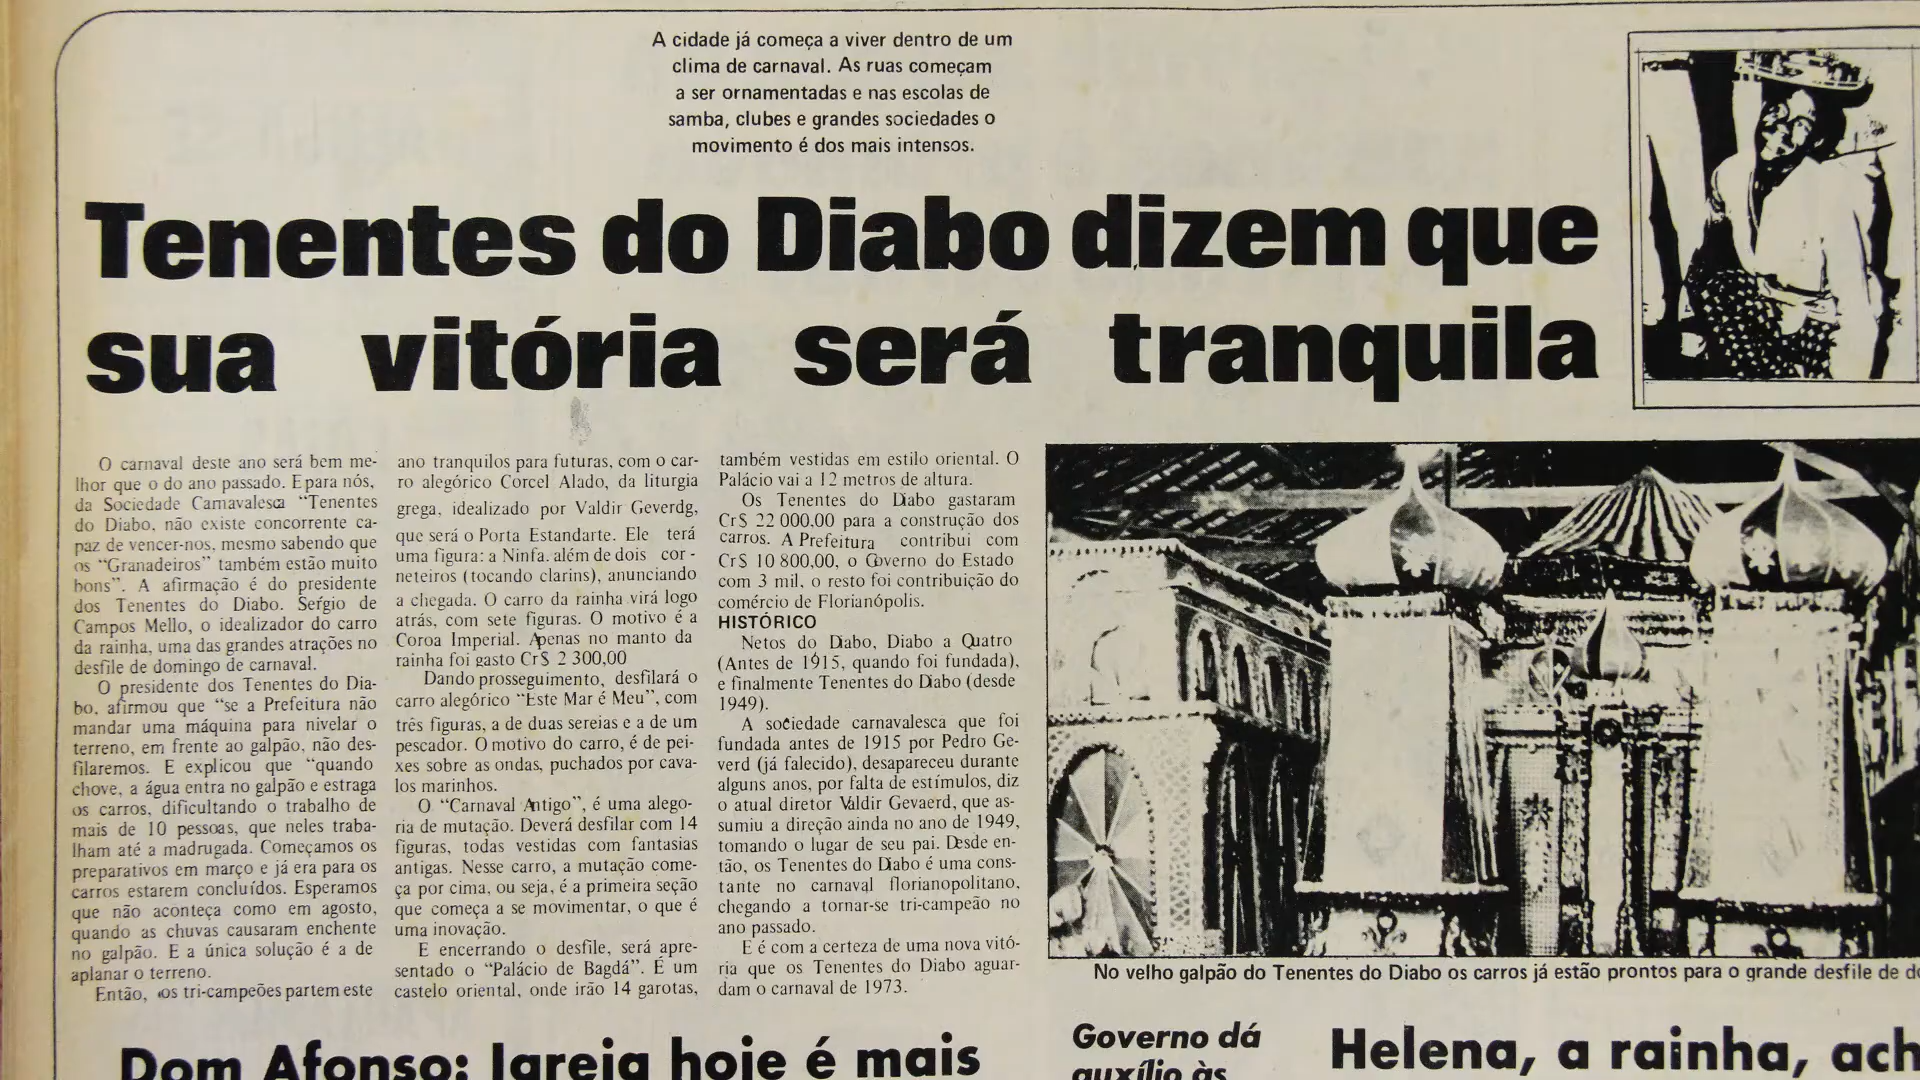 A cidade já começa a viver dentro de um
clima de carnaval. As ruas começam
a ser ornamentadas e nas escolas de
samba, clubes e grandes sociedades o
movimento é dos mais intensos.
Tenentes do Diabo dizem que
sua vitória será tranquila
O carnaval deste ano será bem me-
lhor que o do ano passado. E para nós,
da Sociedade Carnavalesca "Tenentes
do Diabo, não existe concorrente ca-
paz de vencer-nos, mesmo sabendo que
os "Granadeiros" também estão muito
bons". A afirmação é do presidente
dos Tenentes do Diabo. Sergio de
Campos Mello, o idealizador do carro
da rainha, uma das grandes atrações no
desfile de domingo de carnaval.
O presidente dos Tenentes do Dia-
bo, afirmou que "se a Prefeitura não
mandar uma máquina para nivelar o
terreno, em frente ao galpão, não des-
filaremos. E explicou que "quando
chove, a água entra no galpão e estraga
os carros, dificultando o trabalho de
mais de 10 pessoas, que neles traba-
lham até a madrugada. Começamos os
preparativos em março e já era para os
carros estarem concluídos. Esperamos
que não aconteça como em agosto,
quando as chuvas causaram enchente
no galpão. E a única solução é a de
aplanar o terreno.
Então, os tri-campeões partem este
ano tranquilos para futuras, com o car-
ro alegórico Corcel Alado, da liturgia
grega, idealizado por Valdir Geverdg,
que será o Porta Estandarte. Ele terá
uma figura: a Ninfa. além de dois cor-
neteiros (tocando clarins), anunciando
a chegada. O carro da rainha virá logo
atrás, com sete figuras. O motivo é a
Coroa Imperial. Apenas no manto da
rainha foi gasto Cr$ 2 300,00
Dando prosseguimento, desfilará o
carro alegórico "Este Mar é Meu", com
três figuras, a de duas sereias e a de um
pescador. O motivo do carro, é de pei-
xes sobre as ondas, puchados por cava-
los marinhos.
O "Carnaval Antigo", é uma alego-
ria de mutação. Deverá desfilar com 14
figuras, todas vestidas com fantasias
antigas. Nesse carro, a mutação come-
ça por cima, ou seja, é a primeira seção
que começa a se movimentar, o que é
uma inovação.
E encerrando o desfile, será apre-
sentado o "Palácio de Bagdá". É um
castelo oriental, onde irão 14 garotas,
também vestidas em estilo oriental. O
Palácio vai a 12 metros de altura.
Os Tenentes do Diabo gastaram
Cr$ 22 000,00 para a construção dos
carros. A Prefeitura contribui com
Cr$ 10 800,00, o Governo do Estado
com 3 mil, o resto foi contribuição do
comércio de Florianópolis.
HISTÓRICO
Netos do Diabo, Diabo a Quatro
(Antes de 1915, quando foi fundada),
e finalmente Tenentes do Diabo (desde
1949).
A sociedade carnavalesca que foi
fundada antes de 1915 por Pedro Ge-
verd (já falecido), desapareceu durante
alguns anos, por falta de estímulos, diz
o atual diretor Valdir Gevaerd, que as-
sumiu a direção ainda no ano de 1949,
tomando o lugar de seu pai. Desde en-
tão, os Tenentes do Diabo é uma cons-
tante no carnaval florianopolitano,
chegando a tornar-se tri-campeão no
ano passado.
E é com a certeza de uma nova vitó-
ria que os Tenentes do Diabo aguar-
dam o carnaval de 1973.
No velho galpão do Tenentes do Diabo os carros já estão prontos para o grande desfile de
Dom Afonso: Igreja hoje é mais
Governo dá
auxílio às
Helena, a rainha, ach